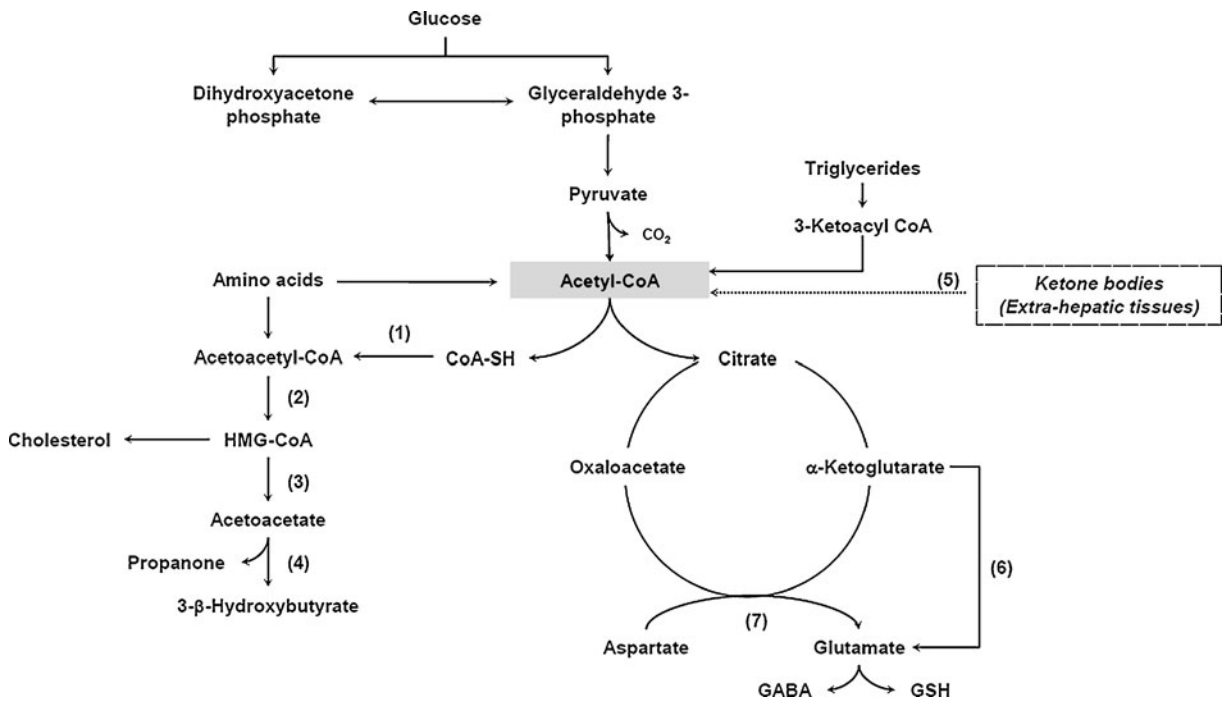 Glucose
Dihydroxyacetone
phosphate
Glyceraldehyde 3-
phosphate
Triglycerides
Pyruvate
3-Ketoacyl CoA
CO₂
Amino acids
Acetyl-CoA
(5)
Ketone bodies
(Extra-hepatic tissues)
(1)
Acetoacetyl-CoA
CoA-SH
Citrate
(2)
Cholesterol
HMG-CoA
Oxaloacetate
α-Ketoglutarate
(3)
Acetoacetate
Propanone
(4)
(6)
3-β-Hydroxybutyrate
(7)
Aspartate
Glutamate
GABA
GSH